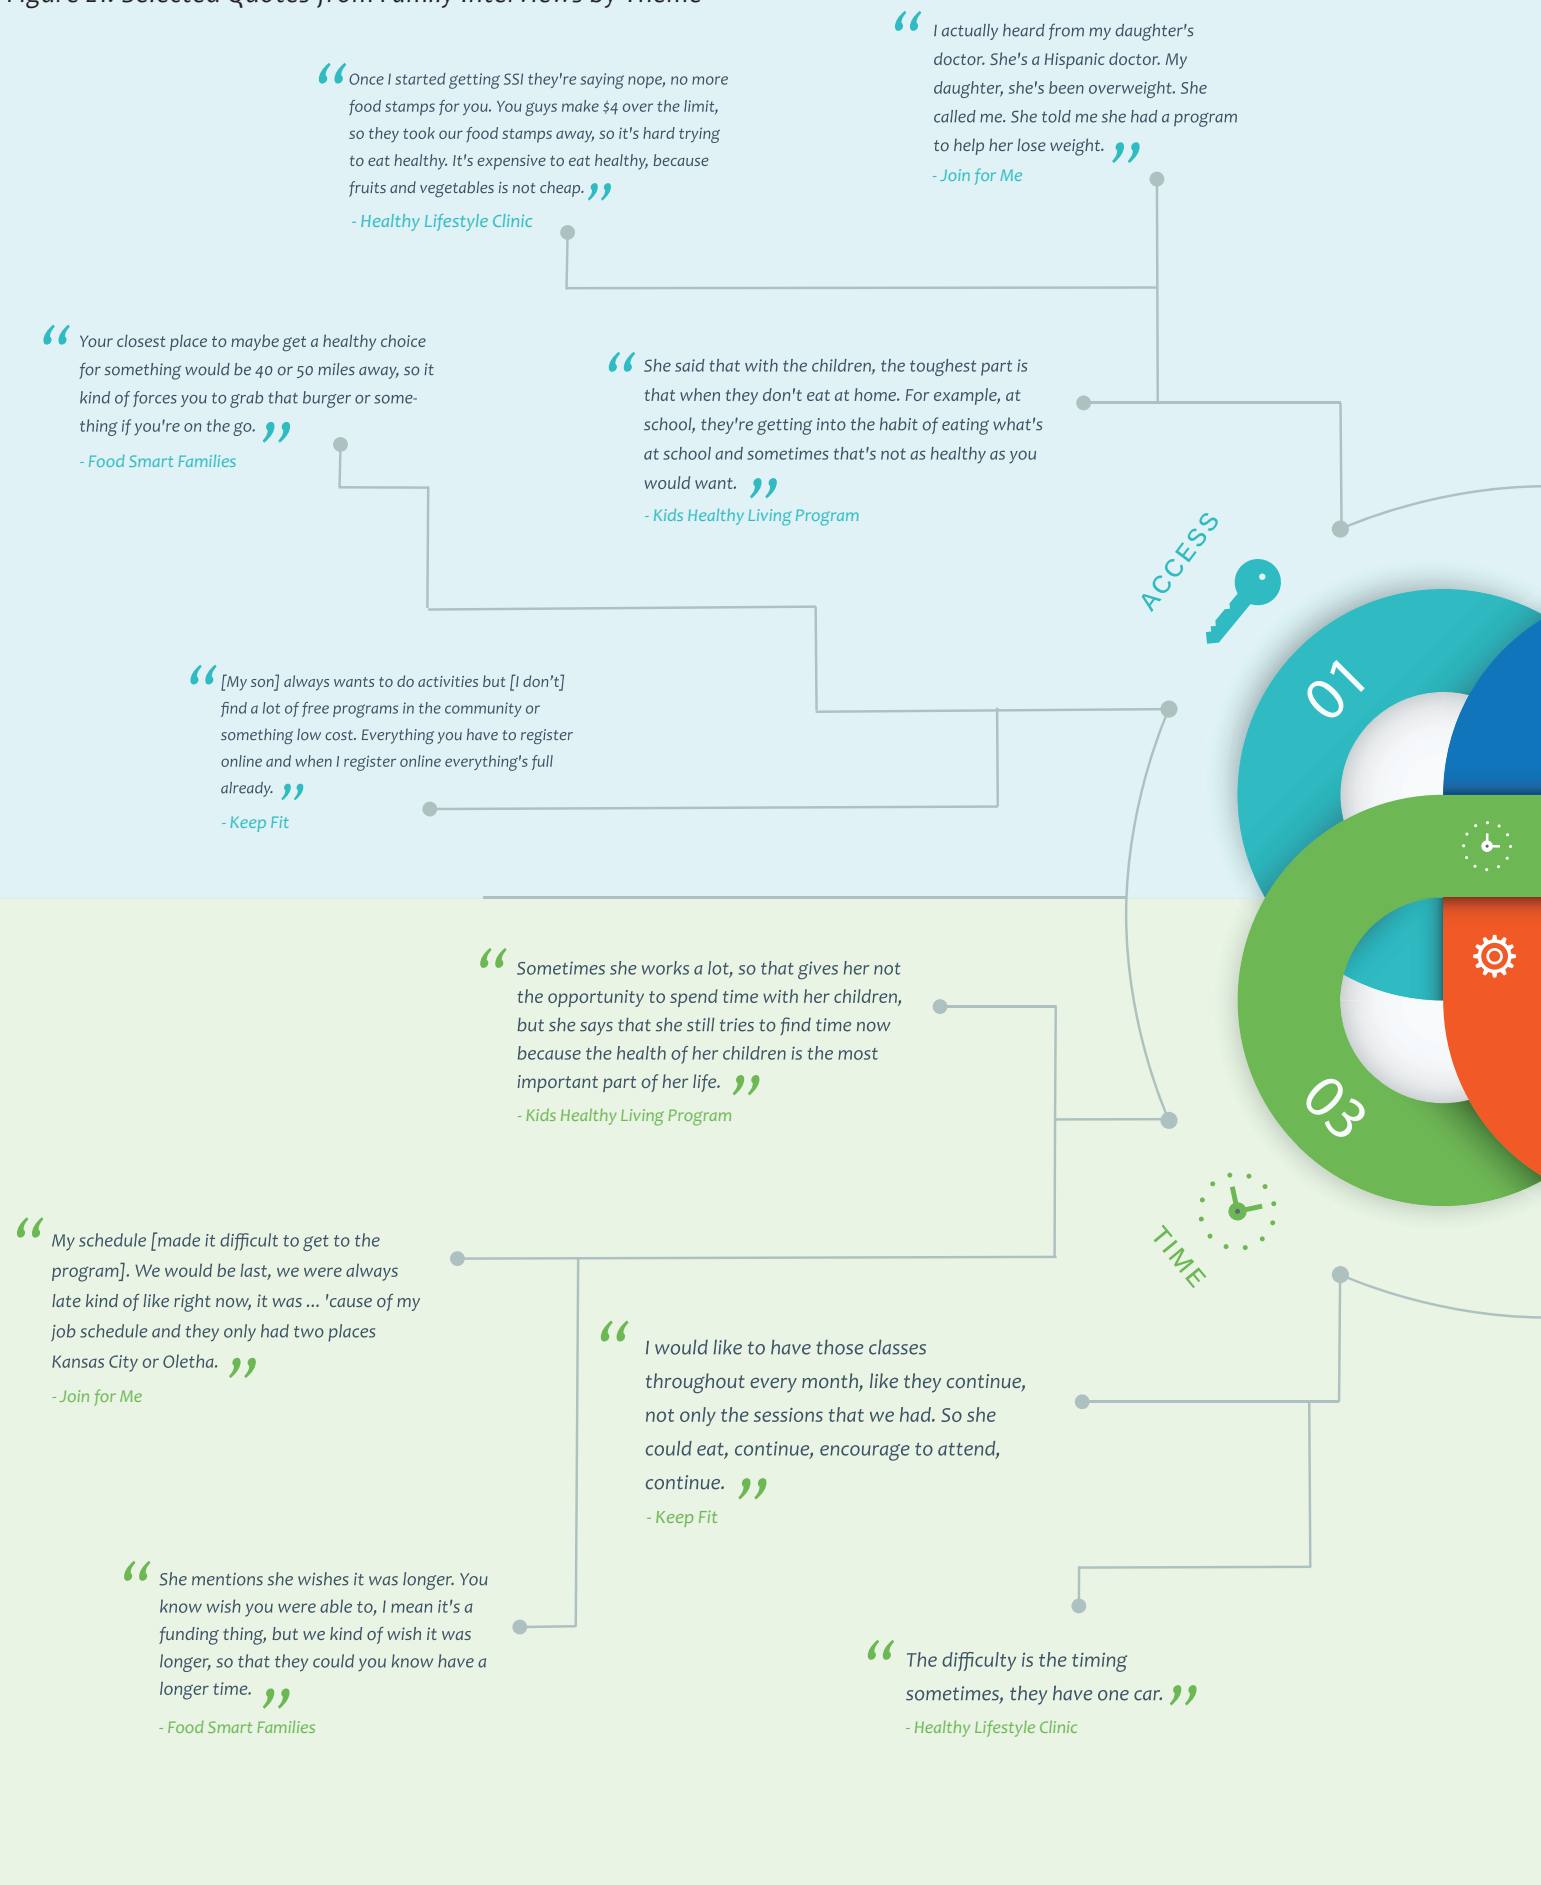 Figure 21. Selected Quotes from Family Interviews by Theme
“ I actually heard from my daughter's
doctor. She's a Hispanic doctor. My
daughter, she's been overweight. She
called me. She told me she had a program
to help her lose weight. ”
- Join for Me
“ Once I started getting SSI they're saying nope, no more
food stamps for you. You guys make $4 over the limit,
so they took our food stamps away, so it's hard trying
to eat healthy. It's expensive to eat healthy, because
fruits and vegetables is not cheap. ”
- Healthy Lifestyle Clinic
“ Your closest place to maybe get a healthy choice
for something would be 40 or 50 miles away, so it
kind of forces you to grab that burger or some-
thing if you're on the go. ”
- Food Smart Families
“ She said that with the children, the toughest part is
that when they don't eat at home. For example, at
school, they're getting into the habit of eating what's
at school and sometimes that's not as healthy as you
would want. ”
- Kids Healthy Living Program
ACCESS
01
“ [My son] always wants to do activities but [I don’t]
find a lot of free programs in the community or
something low cost. Everything you have to register
online and when I register online everything's full
already. ”
- Keep Fit
“ Sometimes she works a lot, so that gives her not
the opportunity to spend time with her children,
but she says that she still tries to find time now
because the health of her children is the most
important part of her life. ”
- Kids Healthy Living Program
03
TIME
“ My schedule [made it difficult to get to the
program]. We would be last, we were always
late kind of like right now, it was ... 'cause of my
job schedule and they only had two places
Kansas City or Oletha. ”
- Join for Me
“ I would like to have those classes
throughout every month, like they continue,
not only the sessions that we had. So she
could eat, continue, encourage to attend,
continue. ”
- Keep Fit
“ She mentions she wishes it was longer. You
know wish you were able to, I mean it's a
funding thing, but we kind of wish it was
longer, so that they could you know have a
longer time. ”
- Food Smart Families
“ The difficulty is the timing
sometimes, they have one car. ”
- Healthy Lifestyle Clinic